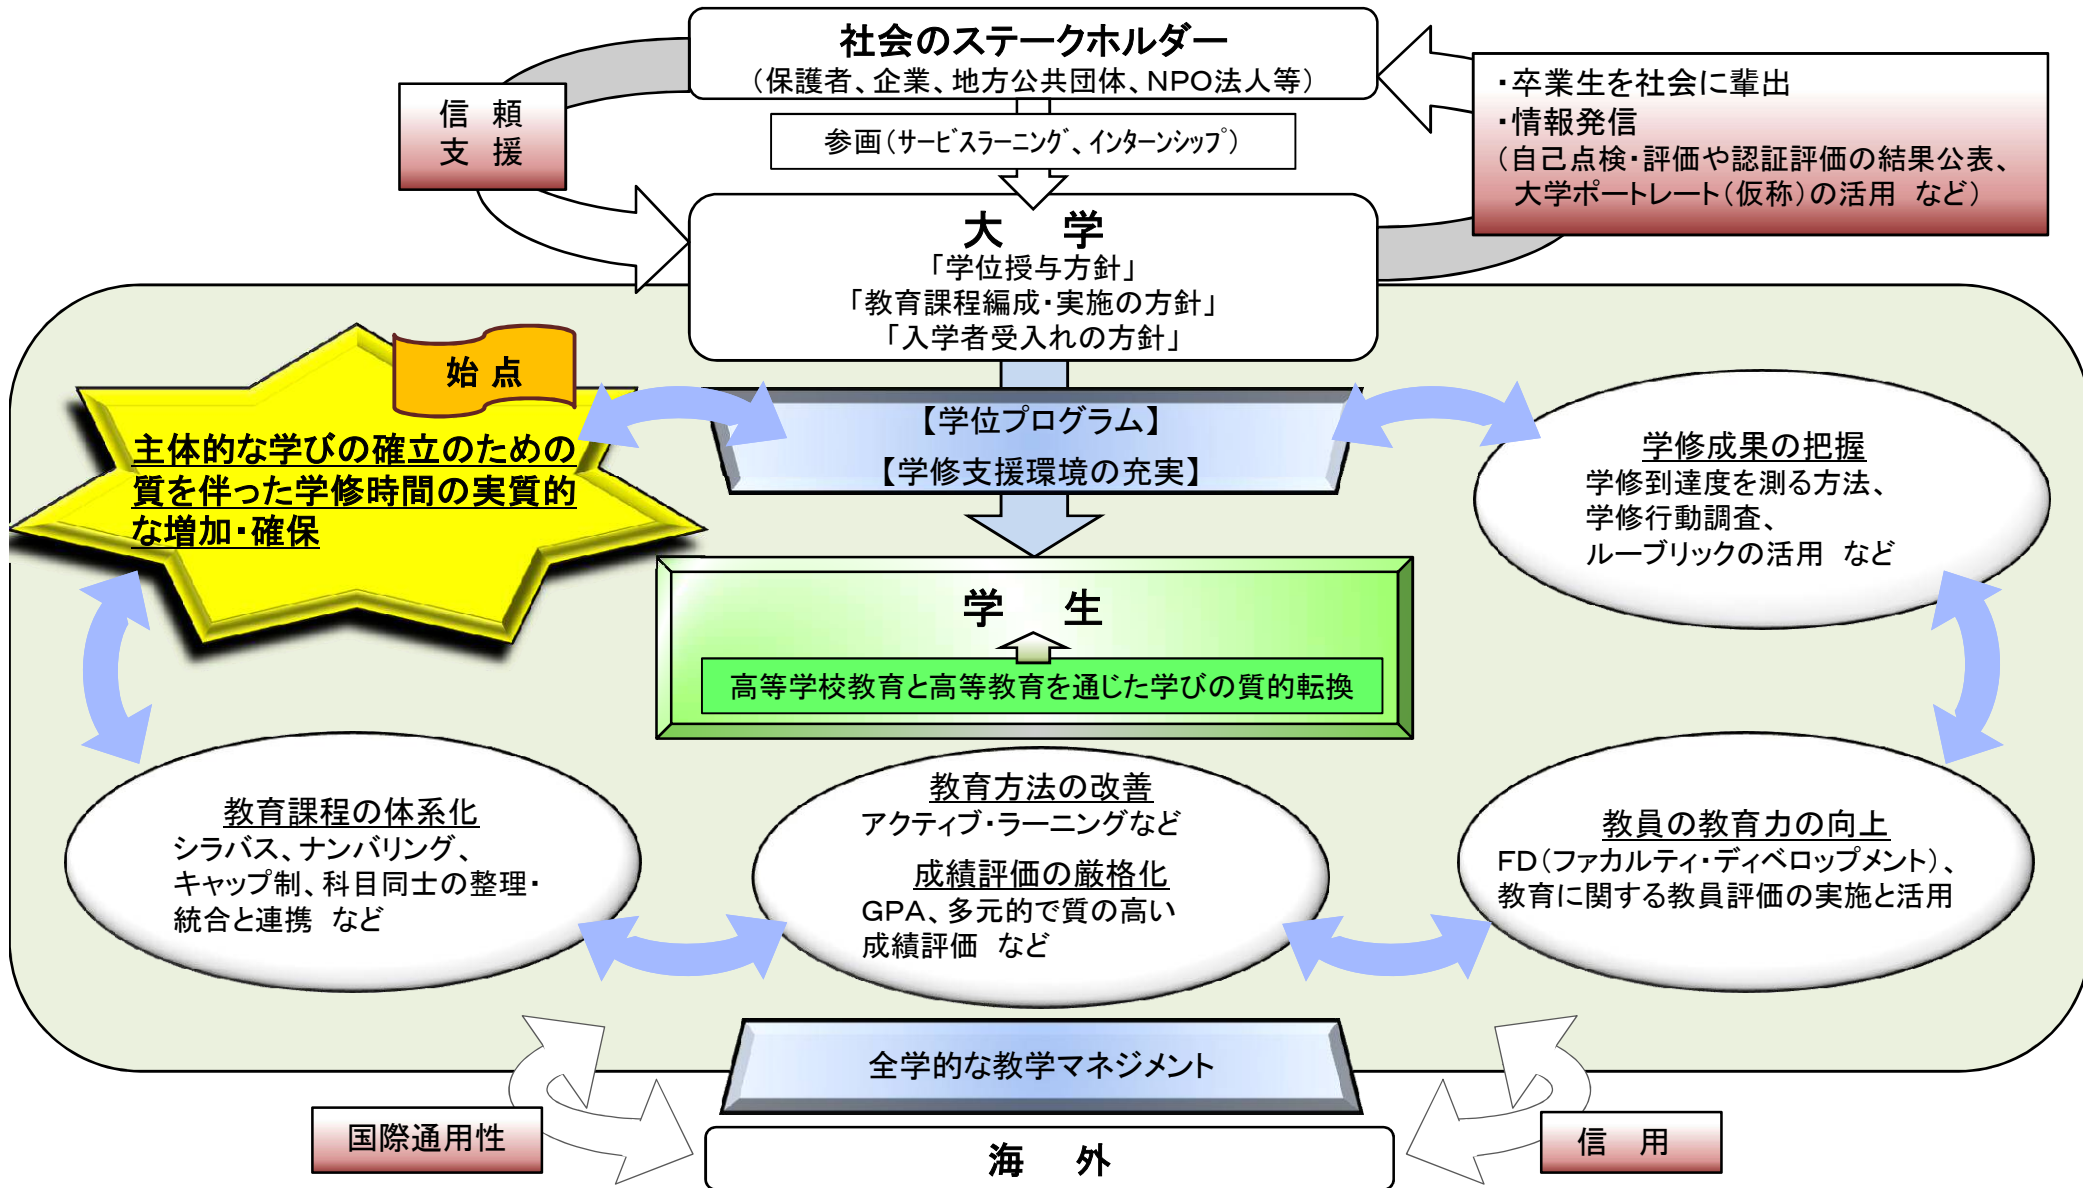 社会のステークホルダー
（保護者、企業、地方公共団体、NPO法人等）
信　頼
支　援
参画（サービスラーニング、インターンシップ）
・卒業生を社会に輩出
・情報発信
（自己点検・評価や認証評価の結果公表、
大学ポートレート（仮称）の活用　など）
大　学
「学位授与方針」
「教育課程編成・実施の方針」
「入学者受入れの方針」
始 点
主体的な学びの確立のための
質を伴った学修時間の実質的
な増加・確保
【学位プログラム】
【学修支援環境の充実】
学修成果の把握
学修到達度を測る方法、
学修行動調査、
ルーブリックの活用　など
学　生
高等学校教育と高等教育を通じた学びの質的転換
教育課程の体系化
シラバス、ナンバリング、
キャップ制、科目同士の整理・
統合と連携　など
教育方法の改善
アクティブ・ラーニングなど
成績評価の厳格化
GPA、多元的で質の高い
成績評価　など
教員の教育力の向上
FD（ファカルティ・ディベロップメント）、
教育に関する教員評価の実施と活用
全学的な教学マネジメント
国際通用性
海　外
信　用